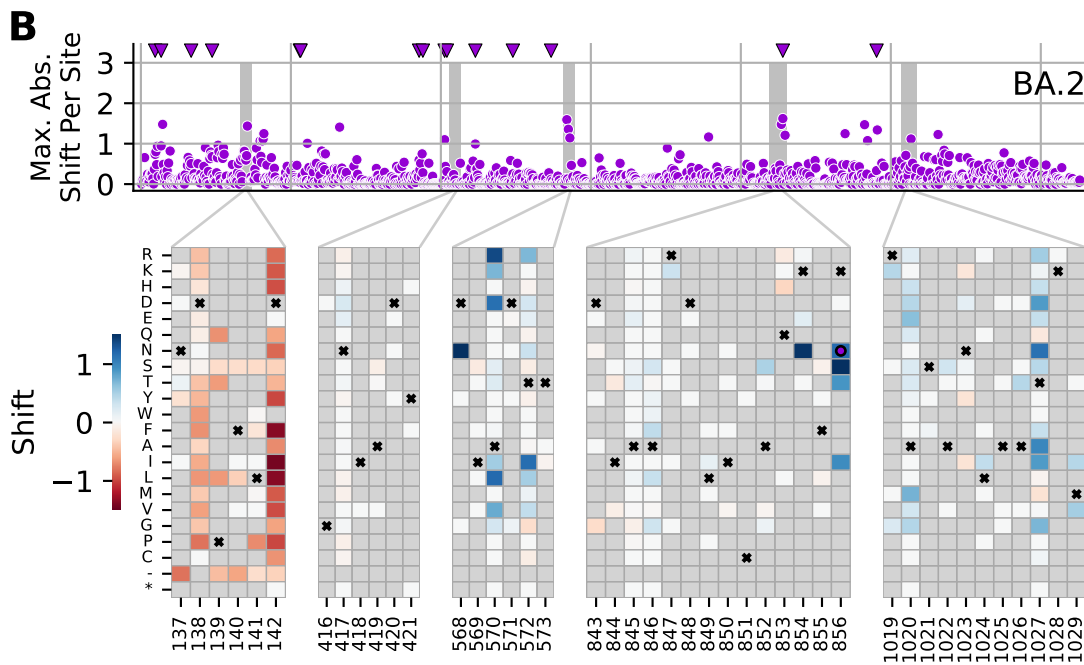 B
Max. Abs.
Shift Per Site
3
2
1
0
BA.2
Shift
1
0
−1
R
K
H
D
E
Q
N
S
T
Y
W
F
A
I
L
M
V
G
P
C
-
*
137 138 139 140 141 142
416 417 418 419 420 421
568 569 570 571 572 573
843 844 845 846 847 848 849 850 851 852 853 854 855 856
1019 1020 1021 1022 1023 1024 1025 1026 1027 1028 1029